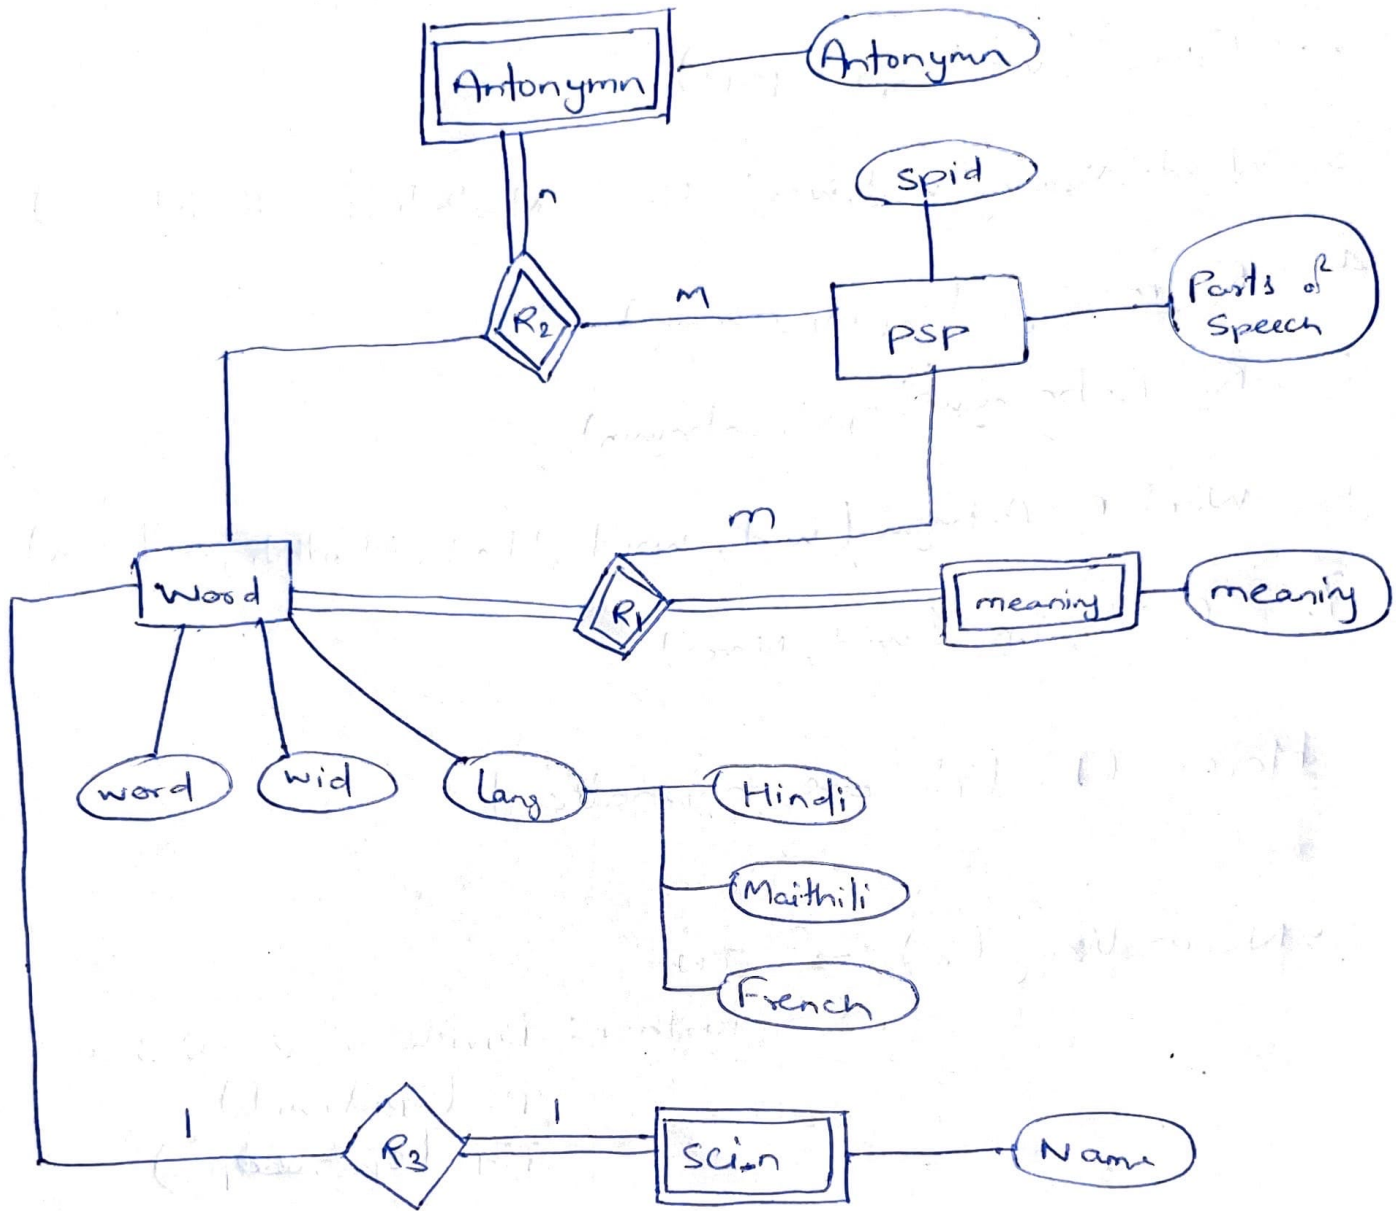 Antonymn
Antonymn
spid
n
R2
m
PSP
Parts of
Speech
m
Word
R1
meaning
meaning
word
wid
Lang
Hindi
Maithili
French
1
R3
1
Sci.n
Name